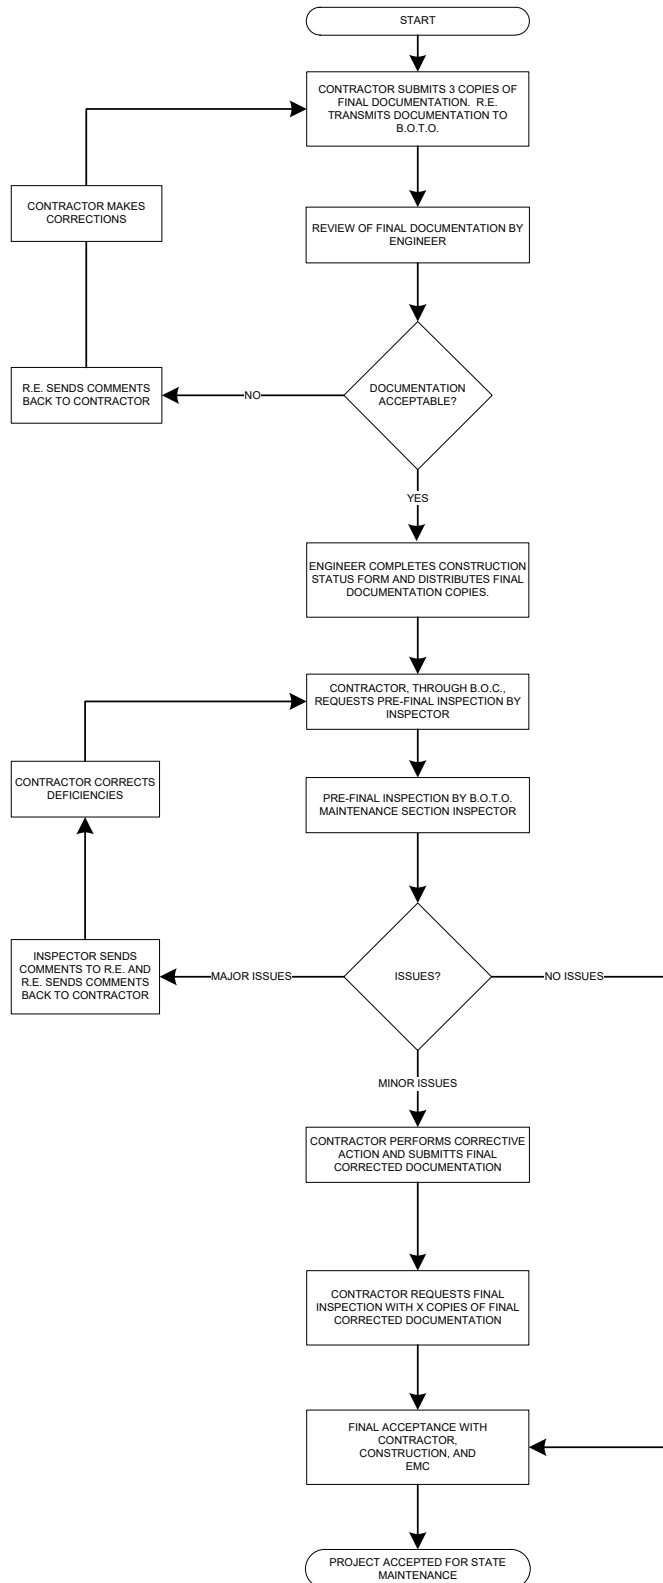 START
CONTRACTOR SUBMITS 3 COPIES OF
FINAL DOCUMENTATION.  R.E.
TRANSMITS DOCUMENTATION TO
B.O.T.O.
CONTRACTOR MAKES
CORRECTIONS
REVIEW OF FINAL DOCUMENTATION BY
ENGINEER
R.E. SENDS COMMENTS
BACK TO CONTRACTOR
NO
DOCUMENTATION
ACCEPTABLE?
YES
ENGINEER COMPLETES CONSTRUCTION
STATUS FORM AND DISTRIBUTES FINAL
DOCUMENTATION COPIES.
CONTRACTOR, THROUGH B.O.C.,
REQUESTS PRE-FINAL INSPECTION BY
INSPECTOR
CONTRACTOR CORRECTS
DEFICIENCIES
PRE-FINAL INSPECTION BY B.O.T.O.
MAINTENANCE SECTION INSPECTOR
INSPECTOR SENDS
COMMENTS TO R.E. AND
R.E. SENDS COMMENTS
BACK TO CONTRACTOR
MAJOR ISSUES
ISSUES?
NO ISSUES
MINOR ISSUES
CONTRACTOR PERFORMS CORRECTIVE
ACTION AND SUBMITTS FINAL
CORRECTED DOCUMENTATION
CONTRACTOR REQUESTS FINAL
INSPECTION WITH X COPIES OF FINAL
CORRECTED DOCUMENTATION
FINAL ACCEPTANCE WITH
CONTRACTOR,
CONSTRUCTION, AND
EMC
PROJECT ACCEPTED FOR STATE
MAINTENANCE